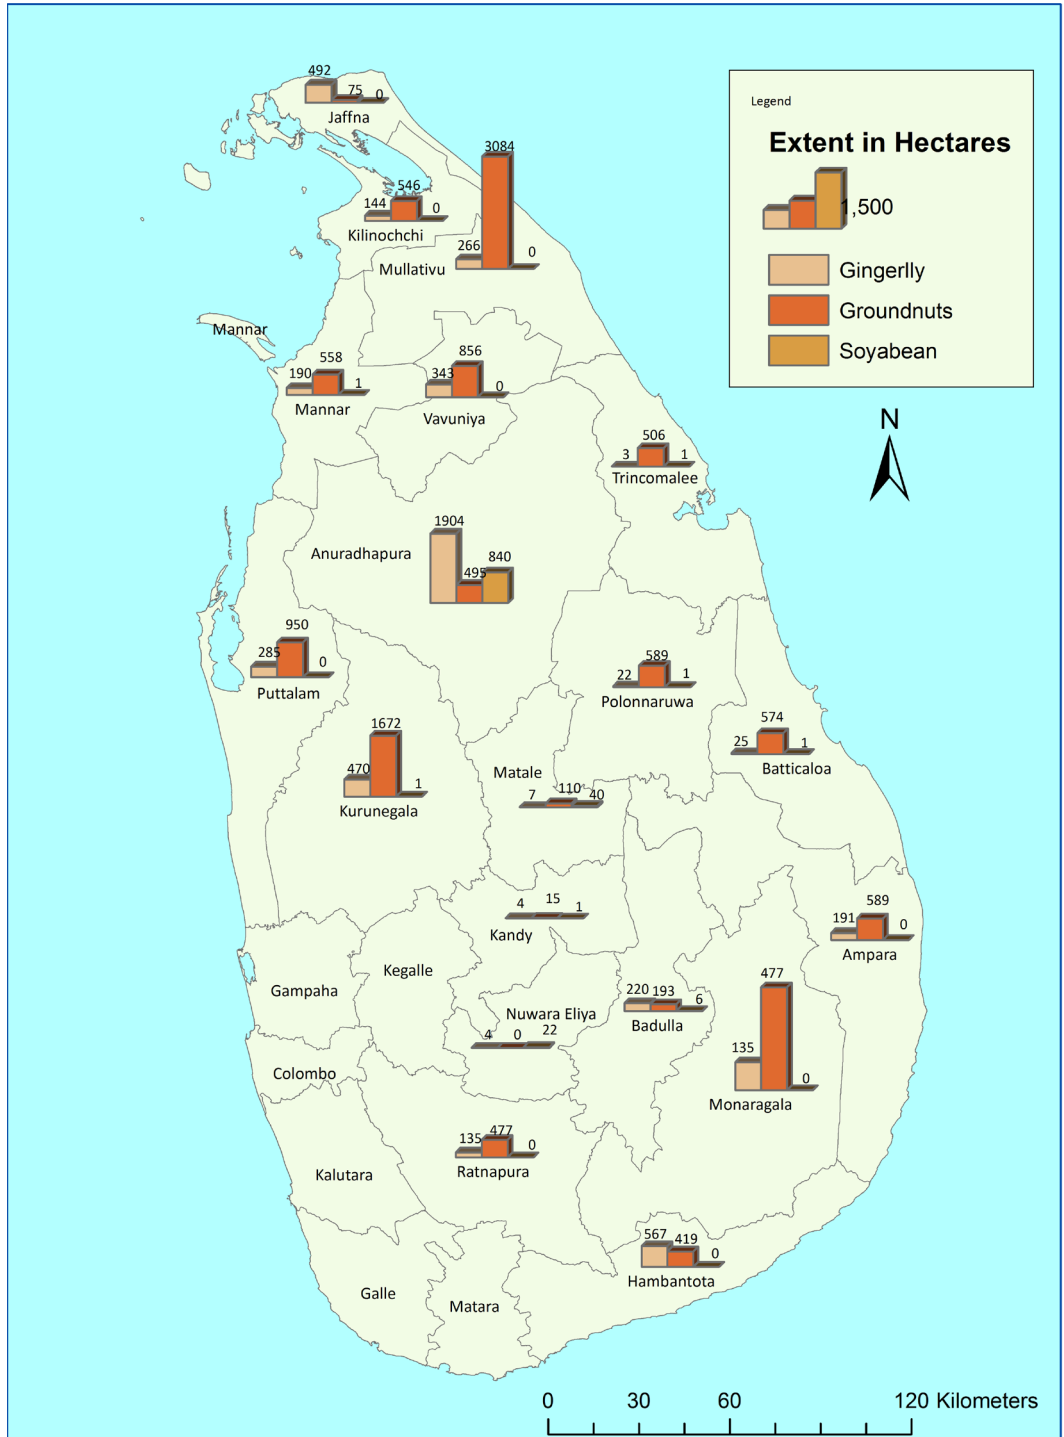 492
75
0
Jaffna
Legend
Extent in Hectares
1,500
Gingerlly
Groundnuts
Soyabean
3084
144
546
0
Kilinochchi
266
0
Mullativu
Mannar
190
558
1
Mannar
343
856
0
Vavuniya
N
3
506
1
Trincomalee
1904
495
840
Anuradhapura
285
950
0
Puttalam
22
589
1
Polonnaruwa
470
1672
1
Kurunegala
25
574
1
Batticaloa
Matale
7
110
40
4
15
1
Kandy
191
589
0
Ampara
Kegalle
Gampaha
Nuwara Eliya
4
0
22
220
193
6
Badulla
135
477
0
Monaragala
Colombo
135
477
0
Ratnapura
Kalutara
567
419
0
Hambantota
Galle
Matara
0
30
60
120 Kilometers